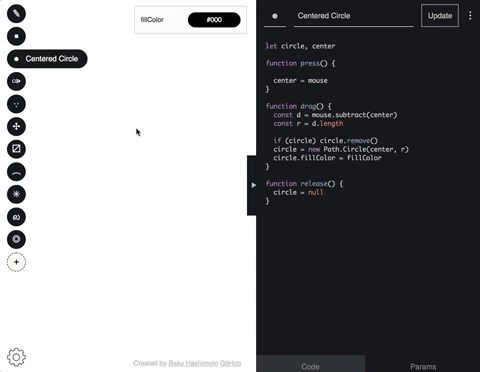 fillColor
#000
Centered Circle
Created by Baku Hashimoto GitHob
Centered Circle
Update
let circle, center
function press() {
center = mouse
}
function drag() {
const d = mouse.subtract(center)
const r = d.length
if (circle) circle.remove()
circle = new Path.Circle(center, r)
circle.fillColor = fillColor
}
function release() {
circle = null
}
Code
Params